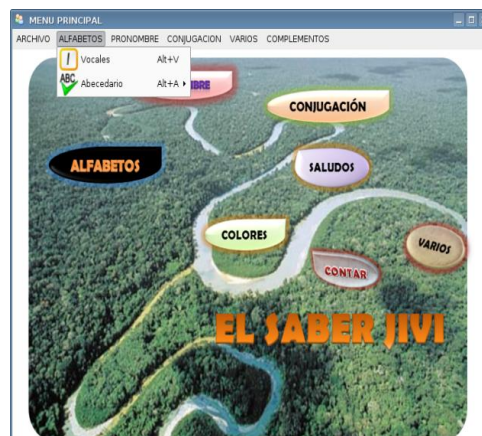 MENU PRINCIPAL
ARCHIVO ALFABETOS PRONOMBRE CONJUGACION VARIOS COMPLEMENTOS
Vocales Alt+V
ABC
Abecedario Alt+A
CONJUGACIÓN
ALFABETOS
SALUDOS
COLORES
VARIOS
CONTAR
EL SABER JIVI